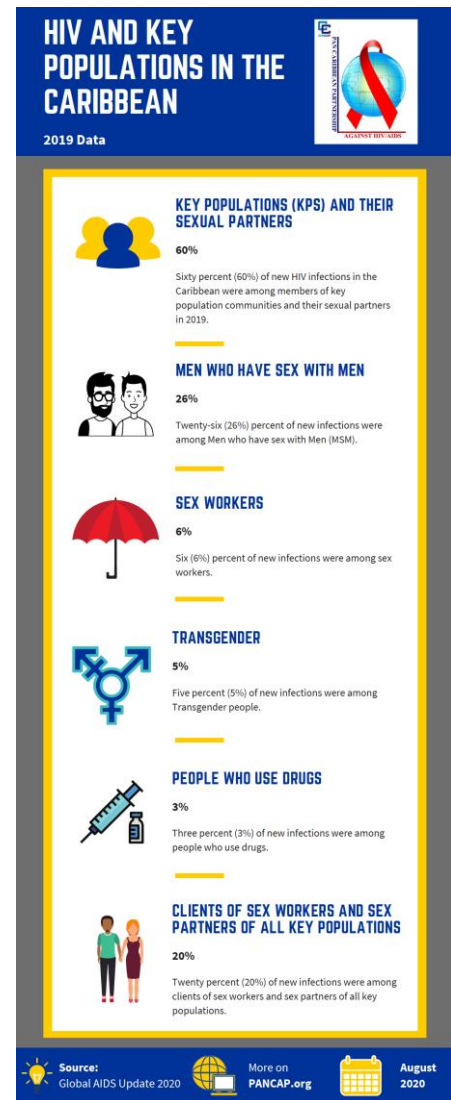 HIV AND KEY
POPULATIONS IN THE
CARIBBEAN
2019 Data
PAN CARIBBEAN PARTNERSHIP
AGAINST HIV/AIDS
KEY POPULATIONS (KPS) AND THEIR
SEXUAL PARTNERS
60%
Sixty percent (60%) of new HIV infections in the
Caribbean were among members of key
population communities and their sexual partners
in 2019.
MEN WHO HAVE SEX WITH MEN
26%
Twenty-six (26%) percent of new infections were
among Men who have sex with Men (MSM).
SEX WORKERS
6%
Six (6%) percent of new infections were among sex
workers.
TRANSGENDER
5%
Five percent (5%) of new infections were among
Transgender people.
PEOPLE WHO USE DRUGS
3%
Three percent (3%) of new infections were among
people who use drugs.
CLIENTS OF SEX WORKERS AND SEX
PARTNERS OF ALL KEY POPULATIONS
20%
Twenty percent (20%) of new infections were among
clients of sex workers and sex partners of all key
populations.
Source:
Global AIDS Update 2020
More on
PANCAP.org
August
2020